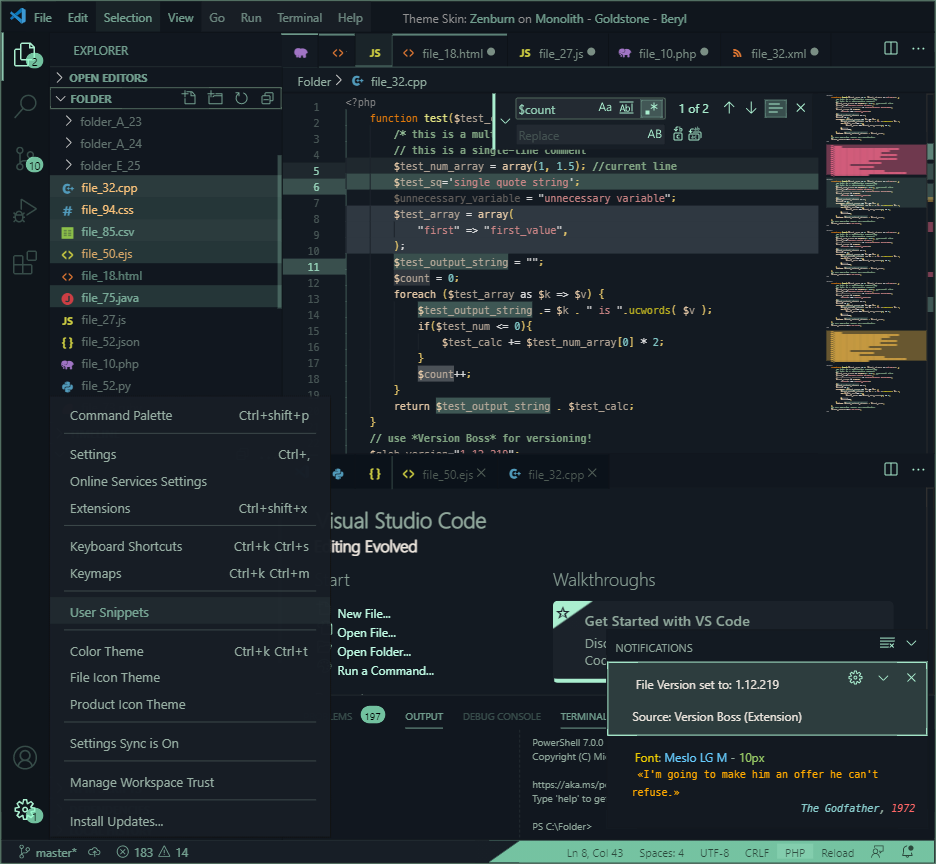 File Edit Selection View Go Run Terminal Help Theme Skin: Zenburn on Monolith - Goldstone - Beryl
2
10
1
EXPLORER
OPEN EDITORS
FOLDER
folder_A_23
folder_A_24
folder_E_25
file_32.cpp
file_94.css
file_85.csv
file_50.ejs
file_18.html
file_75.java
file_27.js
file_52.json
file_10.php
file_52.py
JS file_18.html JS file_27.js file_10.php file_32.xml
Folder > file_32.cpp
$count Aa Abl 1 of 2
Replace AB
1 <?php
2 function test($test_
3 /* this is a mul
4 // this is a single-line comment
5 $test_num_array = array(1, 1.5); //current line
6 $test_sq='single quote string';
7 $unnecessary_variable = "unnecessary variable";
8 $test_array = array(
9 "first" => "first_value",
10 );
11 $test_output_string = "";
12 $count = 0;
13 foreach ($test_array as $k => $v) {
14 $test_output_string .= $k . " is ".ucwords( $v );
15 if($test_num <= 0){
16 $test_calc += $test_num_array[0] * 2;
17 }
18 $count++;
19 }
return $test_output_string . $test_calc;
}
// use *Version Boss* for versioning!
$glob_version="1.12.219";
Command Palette Ctrl+shift+p
Settings Ctrl+,
Online Services Settings
Extensions Ctrl+shift+x
Keyboard Shortcuts Ctrl+k Ctrl+s
Keymaps Ctrl+k Ctrl+m
User Snippets
Color Theme Ctrl+k Ctrl+t
File Icon Theme
Product Icon Theme
Settings Sync is On
Manage Workspace Trust
Install Updates...
{} file_50.ejs file_32.cpp
isual Studio Code
iting Evolved
art
New File...
Open File...
Open Folder...
Run a Command...
Walkthroughs
Get Started with VS Code
Disc
Coc
LEMS 197 OUTPUT DEBUG CONSOLE TERMINAL
PowerShell 7.0.0
Copyright (C) Mi
https://aka.ms/p
Type 'help' to ge
PS C:\Folder>
NOTIFICATIONS
File Version set to: 1.12.219
Source: Version Boss (Extension)
Font: Meslo LG M - 10px
«I'm going to make him an offer he can't
refuse.»
The Godfather, 1972
master* 183 14 Ln 8, Col 43 Spaces: 4 UTF-8 CRLF PHP Reload